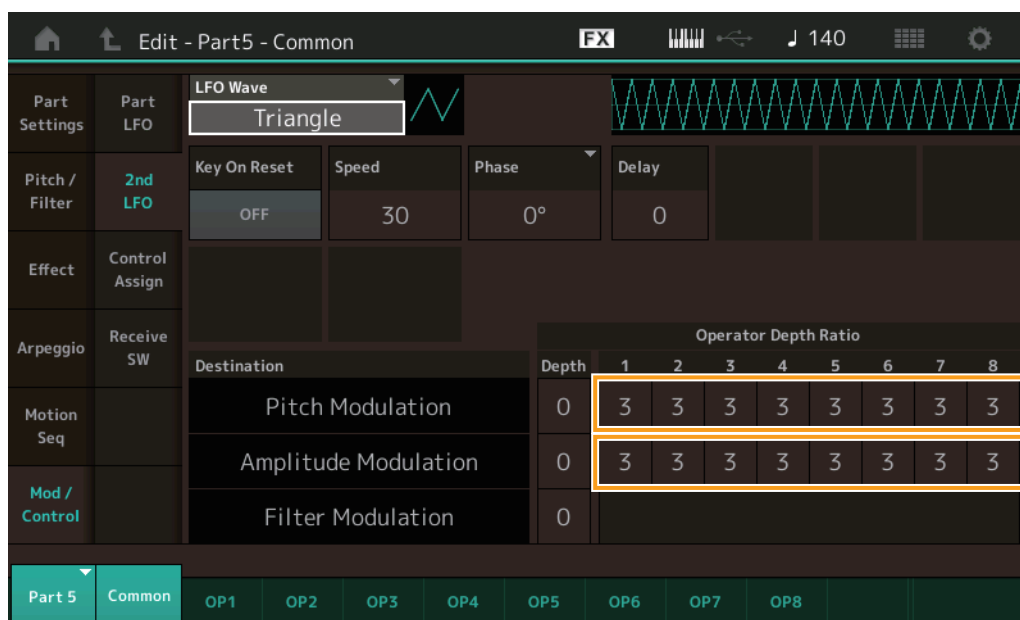 Edit - Part5 - Common FX 140
Part Settings
Part LFO
LFO Wave
Triangle
Pitch / Filter
2nd LFO
Key On Reset Speed Phase Delay
OFF 30 0° 0
Effect
Control Assign
Arpeggio
Receive SW
Operator Depth Ratio
Destination Depth 1 2 3 4 5 6 7 8
Pitch Modulation 0 3 3 3 3 3 3 3 3
Motion Seq
Amplitude Modulation 0 3 3 3 3 3 3 3 3
Mod / Control
Filter Modulation 0
Part 5 Common OP1 OP2 OP3 OP4 OP5 OP6 OP7 OP8